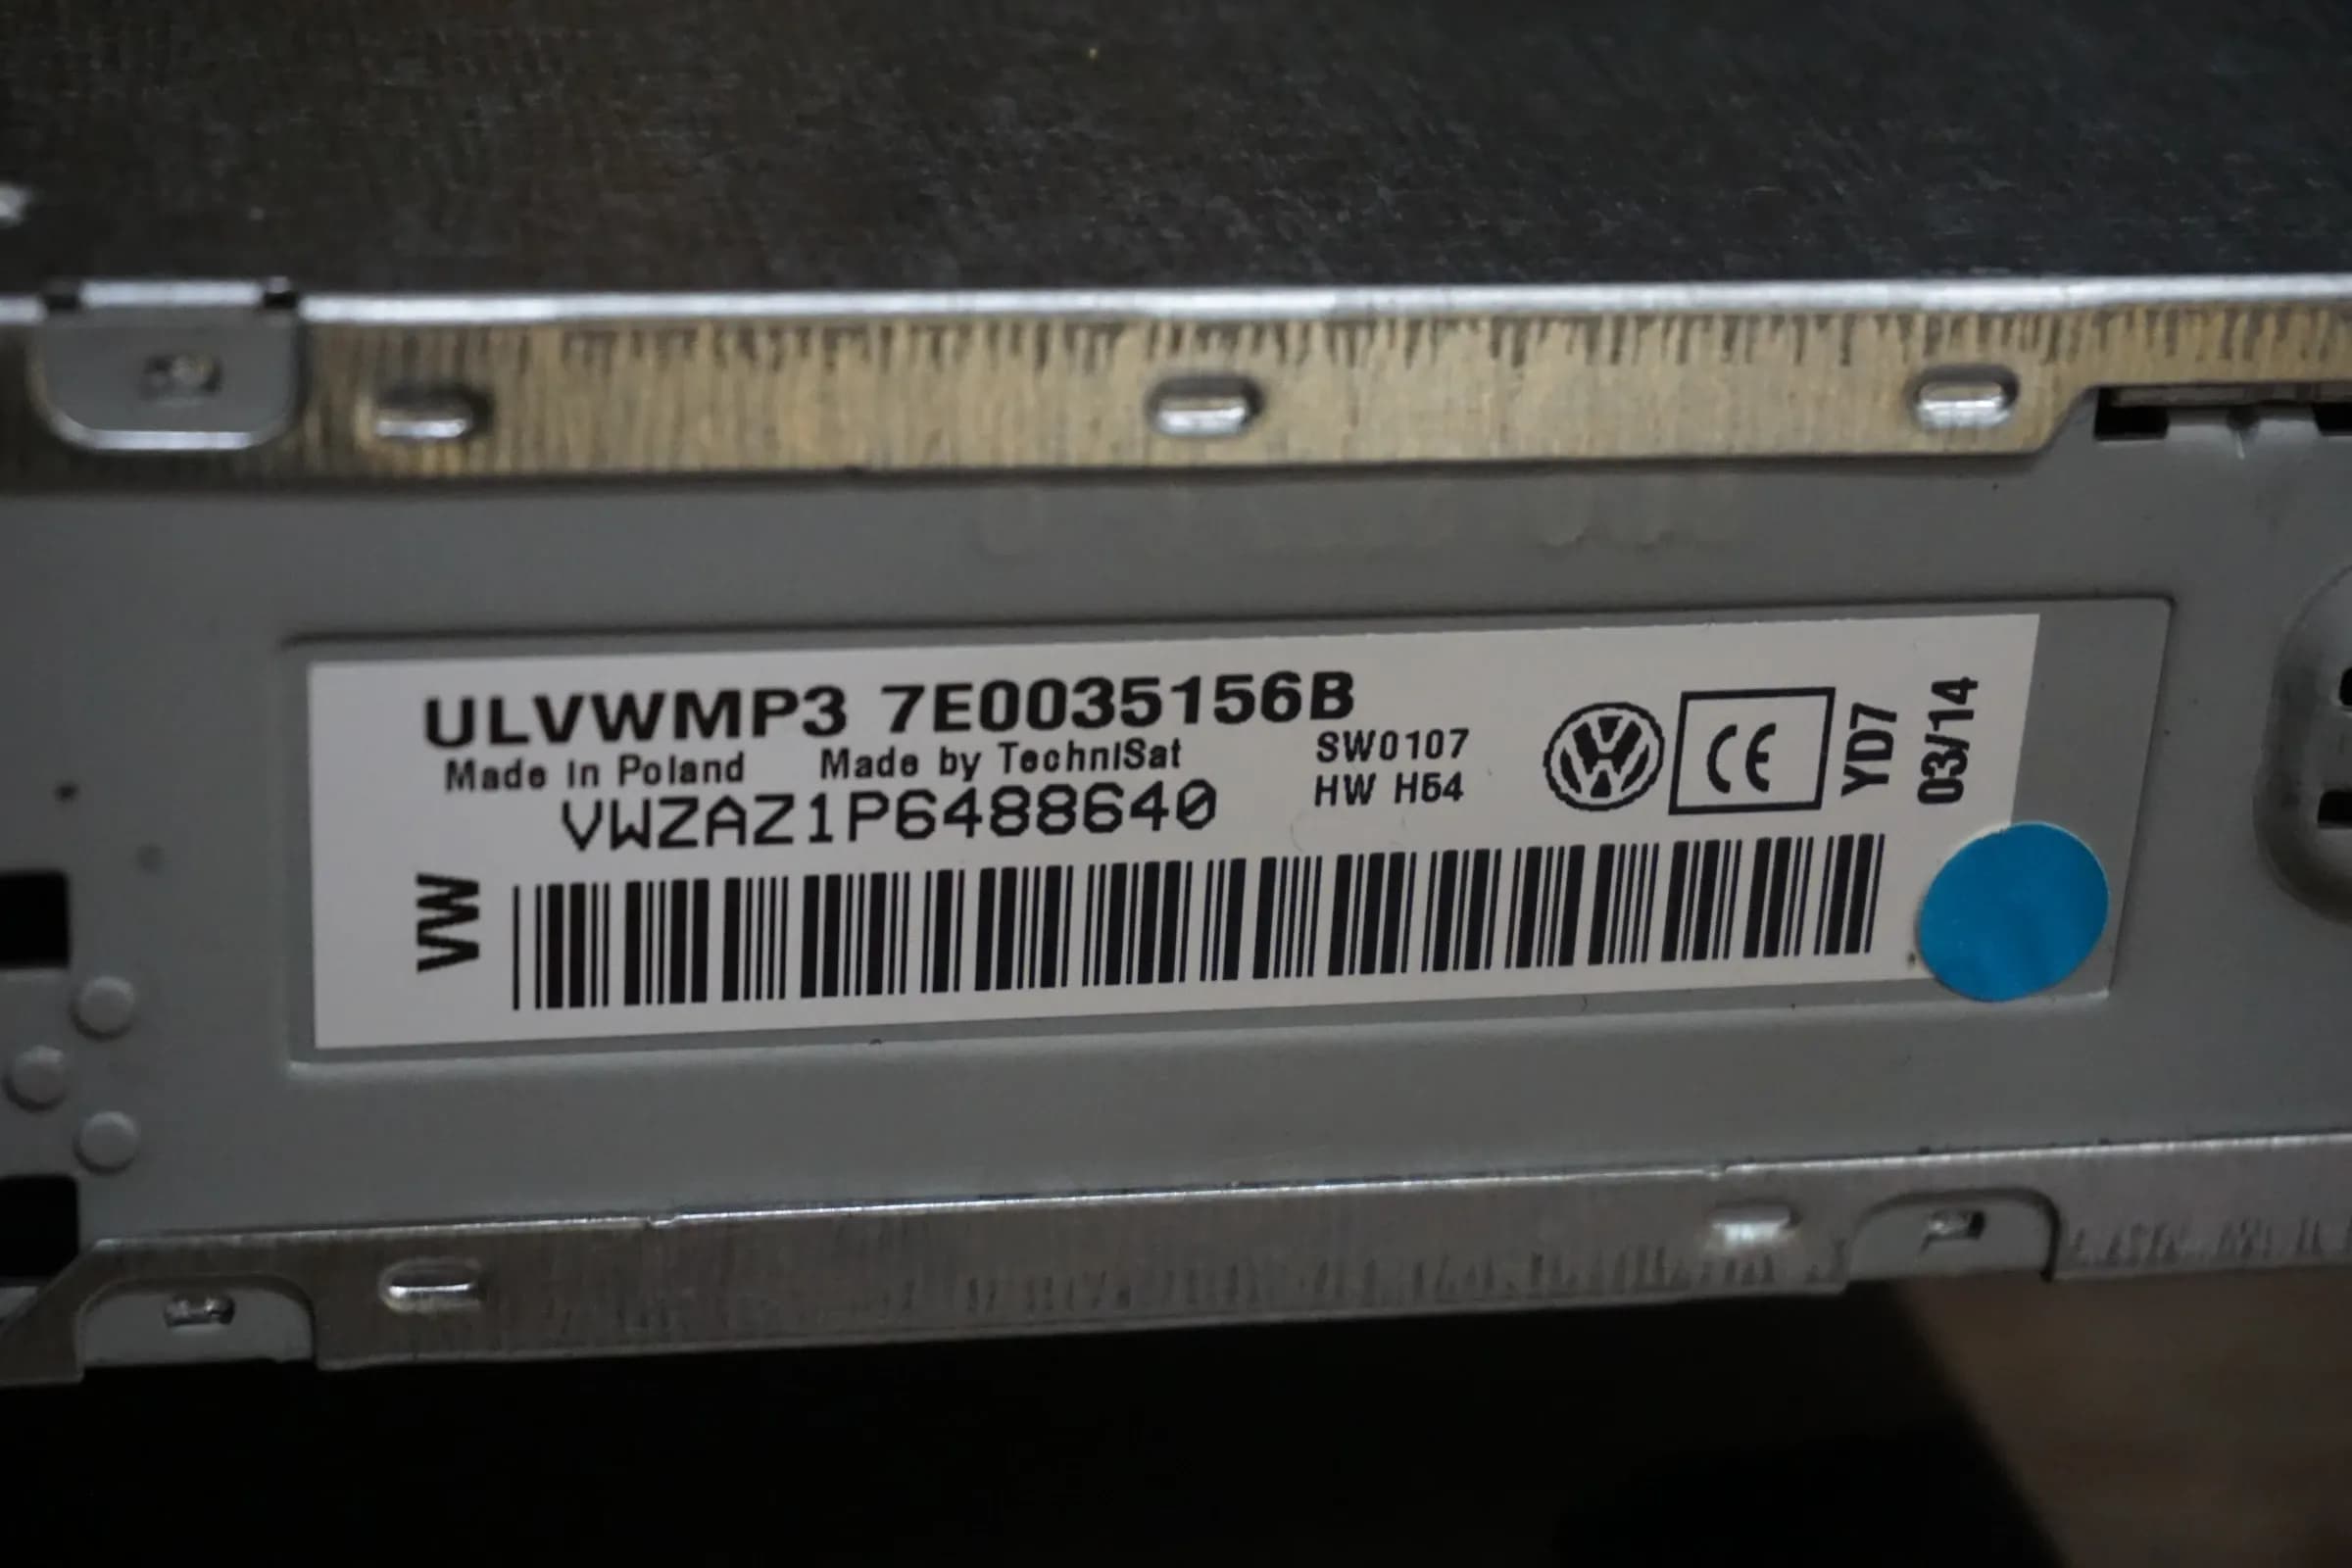 ULVWMP3 7E0035156B
Made in Poland Made by TechniSat
SW0107
HW H54
VWZAZ1P6488640
VW
CE
YD7
03/14